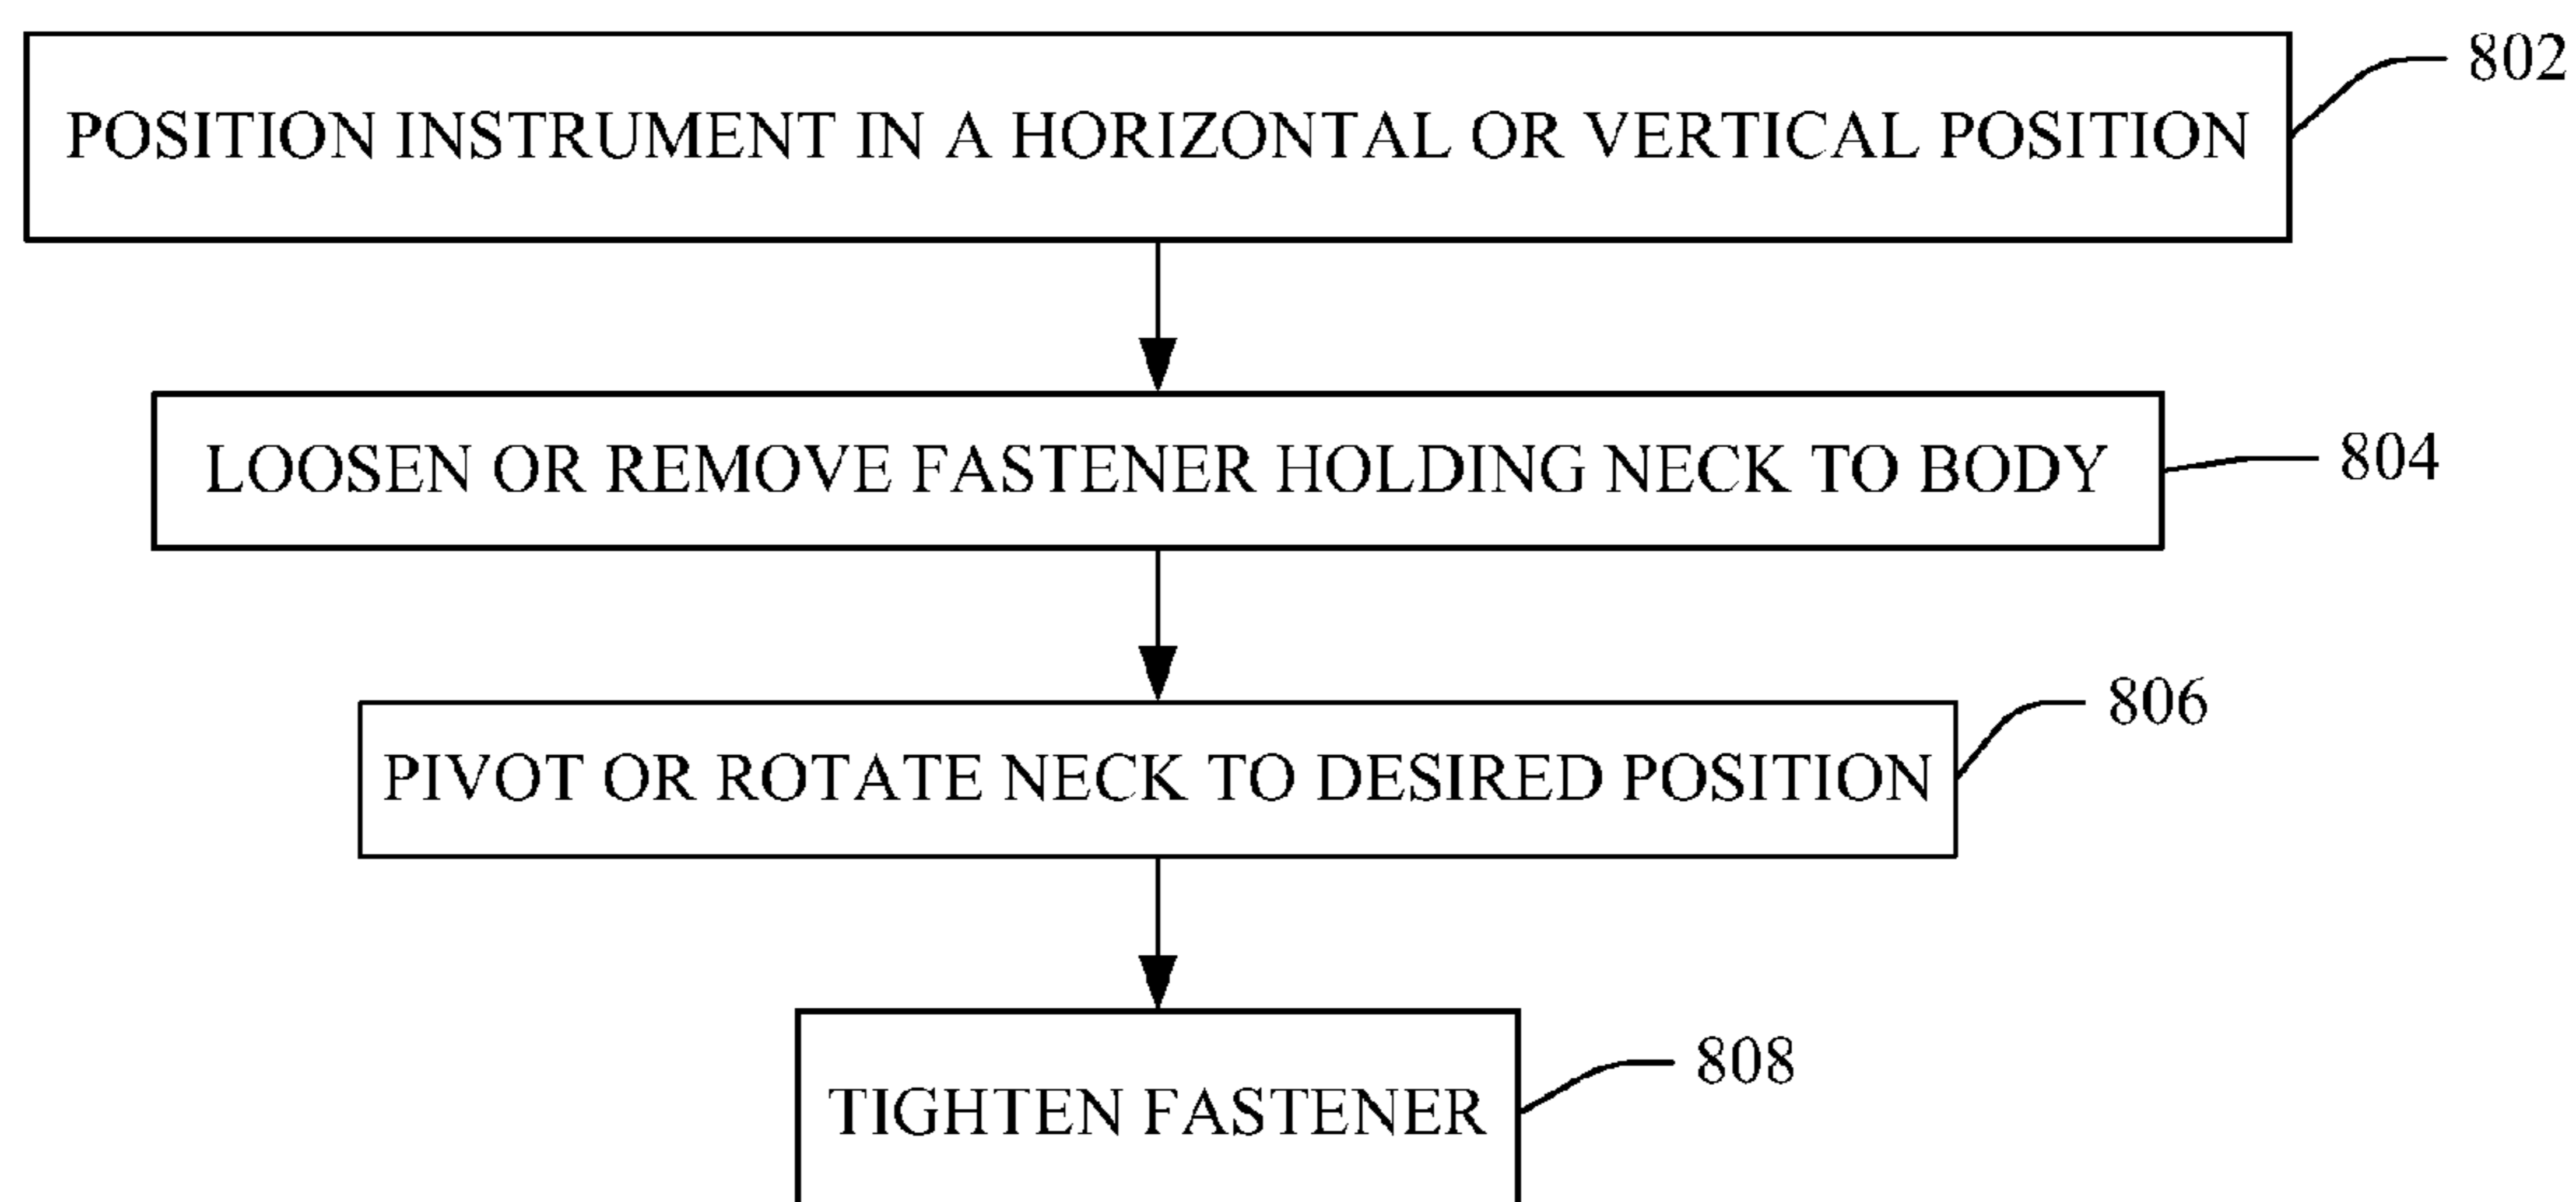 POSITION INSTRUMENT IN A HORIZONTAL OR VERTICAL POSITION
802
LOOSEN OR REMOVE FASTENER HOLDING NECK TO BODY
804
PIVOT OR ROTATE NECK TO DESIRED POSITION
806
TIGHTEN FASTENER
808